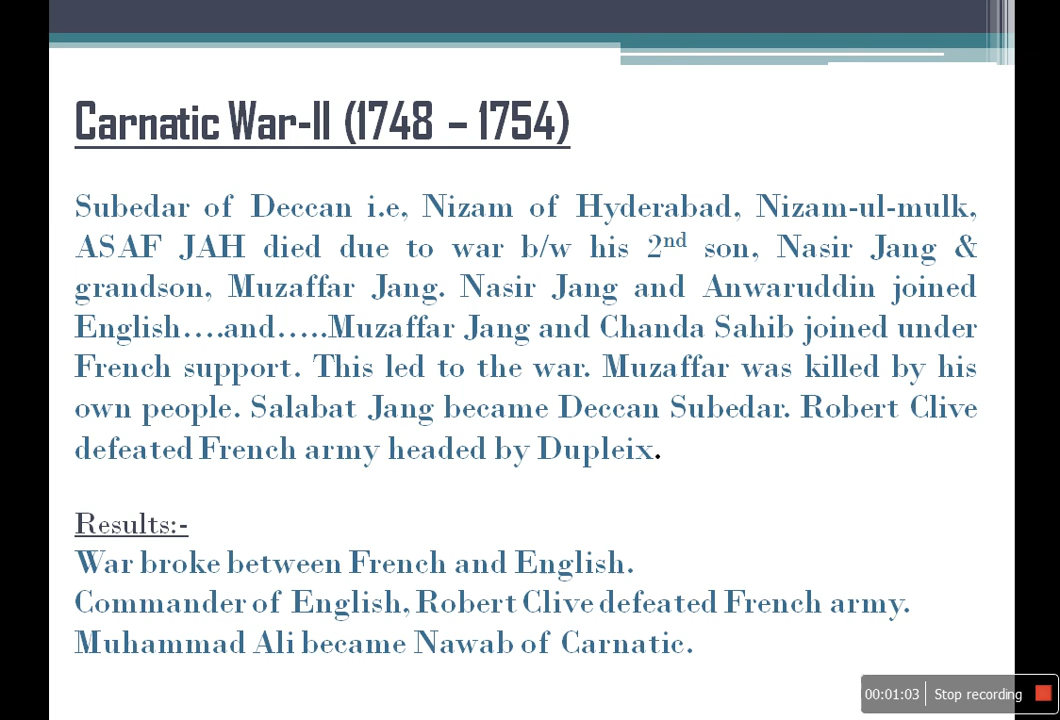 Carnatic War-II (1748 – 1754)
Subedar of Deccan i.e, Nizam of Hyderabad, Nizam-ul-mulk,
ASAF JAH died due to war b/w his 2nd son, Nasir Jang &
grandson, Muzaffar Jang. Nasir Jang and Anwaruddin joined
English….and…..Muzaffar Jang and Chanda Sahib joined under
French support. This led to the war. Muzaffar was killed by his
own people. Salabat Jang became Deccan Subedar. Robert Clive
defeated French army headed by Dupleix.
Results:-
War broke between French and English.
Commander of English, Robert Clive defeated French army.
Muhammad Ali became Nawab of Carnatic.
00:01:03 Stop recording